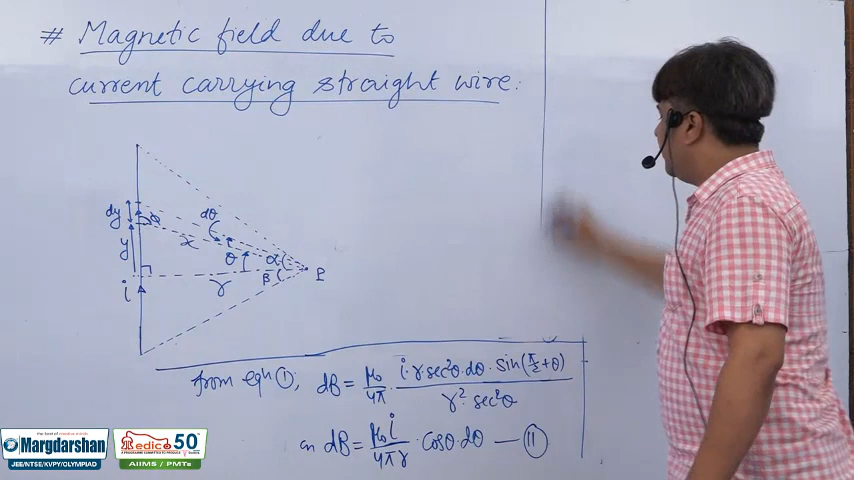 # Magnetic field due to
current carrying straight wire:
dy
φ
dθ
x
y
θ
α
β
P
r
i
from eqn ①, dB = μ₀/4π · i·r·sec²θ·dθ · sin(π/2+θ) / r²·sec²θ
or dB = μ₀i/4πr · cosθ·dθ — ⑪
Margdarshan
JEE/NTSE/KVPY/OLYMPIAD
Medico 50
AIIMS / PMTs